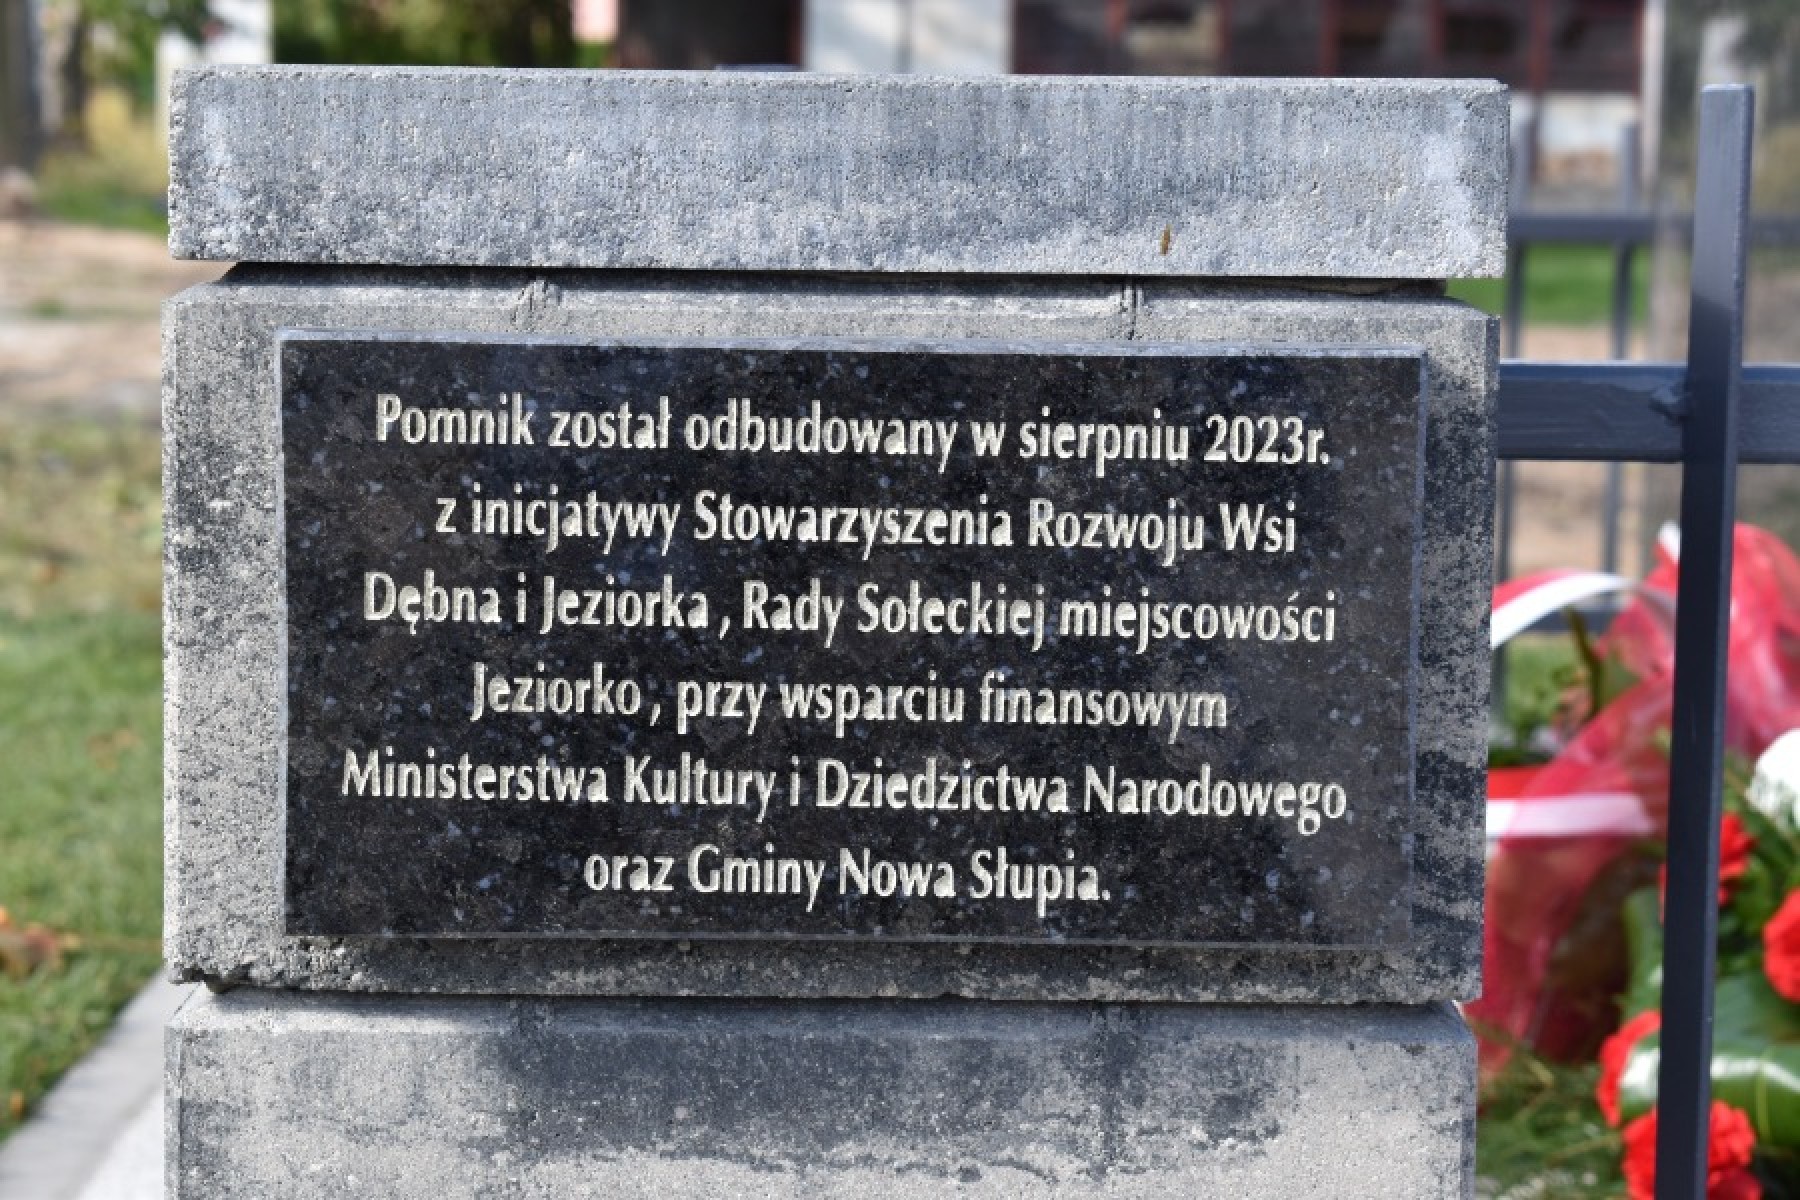 Pomnik został odbudowany w sierpniu 2023r.
z inicjatywy Stowarzyszenia Rozwoju Wsi
Dębna i Jeziorka, Rady Sołeckiej miejscowości
Jeziorko, przy wsparciu finansowym
Ministerstwa Kultury i Dziedzictwa Narodowego
oraz Gminy Nowa Słupia.